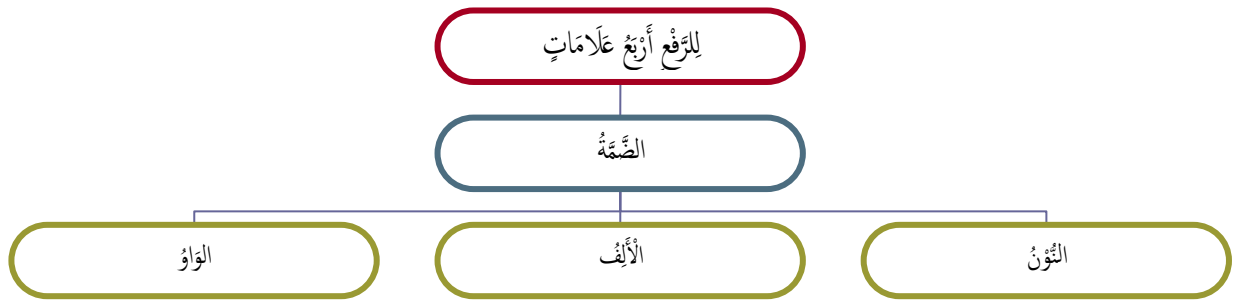 لِلرَّفْعِ أَرْبَعُ عَلَامَاتٍ
الضَّمَّةُ
النُّوْنُ
الْأَلِفُ
الوَاوُ